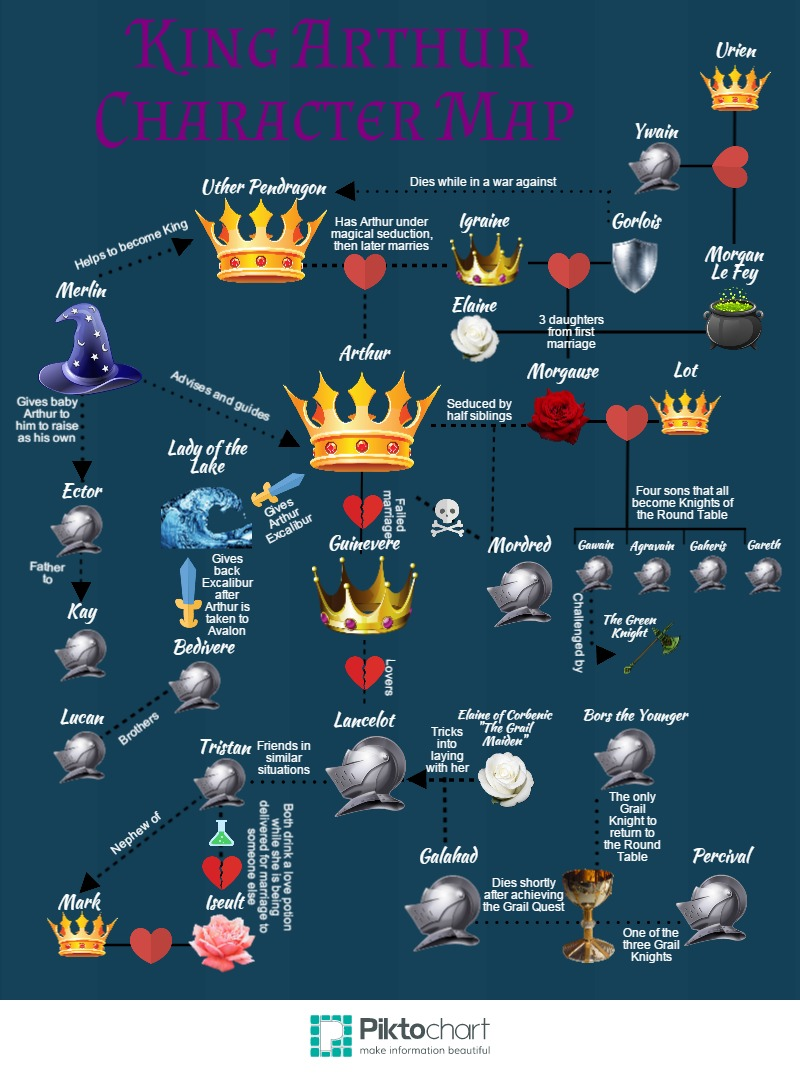 King Arthur
Character Map
Urien
Ywain
Uther Pendragon
Dies while in a war against
Gorlois
Igraine
Has Arthur under
magical seduction,
then later marries
Helps to become King
Merlin
Morgan
Le Fey
Elaine
3 daughters
from first
marriage
Arthur
Morgause
Lot
Advises and guides
Gives baby
Arthur to
him to raise
as his own
Seduced by
half siblings
Lady of the
Lake
Gives
Arthur
Excalibur
Failed
marriage
Four sons that all
become Knights of
the Round Table
Ector
Guinevere
Mordred
Gawain
Agravain
Gaheris
Gareth
Father
to
Gives
back
Excalibur
after
Arthur is
taken to
Avalon
Challenged by
The Green
Knight
Kay
Bedivere
Lovers
Lucan
Brothers
Lancelot
Elaine of Corbenic
"The Grail
Maiden"
Bors the Younger
Tristan
Friends in
similar
situations
Tricks
into
laying
with her
Nephew of
Both drink a love potion
while she is being
delivered for marriage to
someone else
The only
Grail
Knight to
return to
the Round
Table
Galahad
Percival
Dies shortly
after achieving
the Grail Quest
Mark
Iseult
One of the
three Grail
Knights
Piktochart
make information beautiful